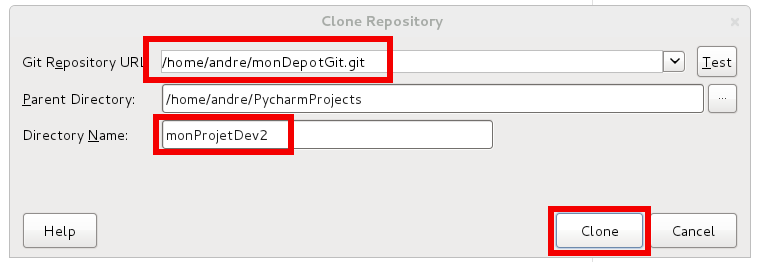 Clone Repository
Git Repository URL /home/andre/monDepotGit.git Test
Parent Directory: /home/andre/PycharmProjects ...
Directory Name: monProjetDev2
Help Clone Cancel